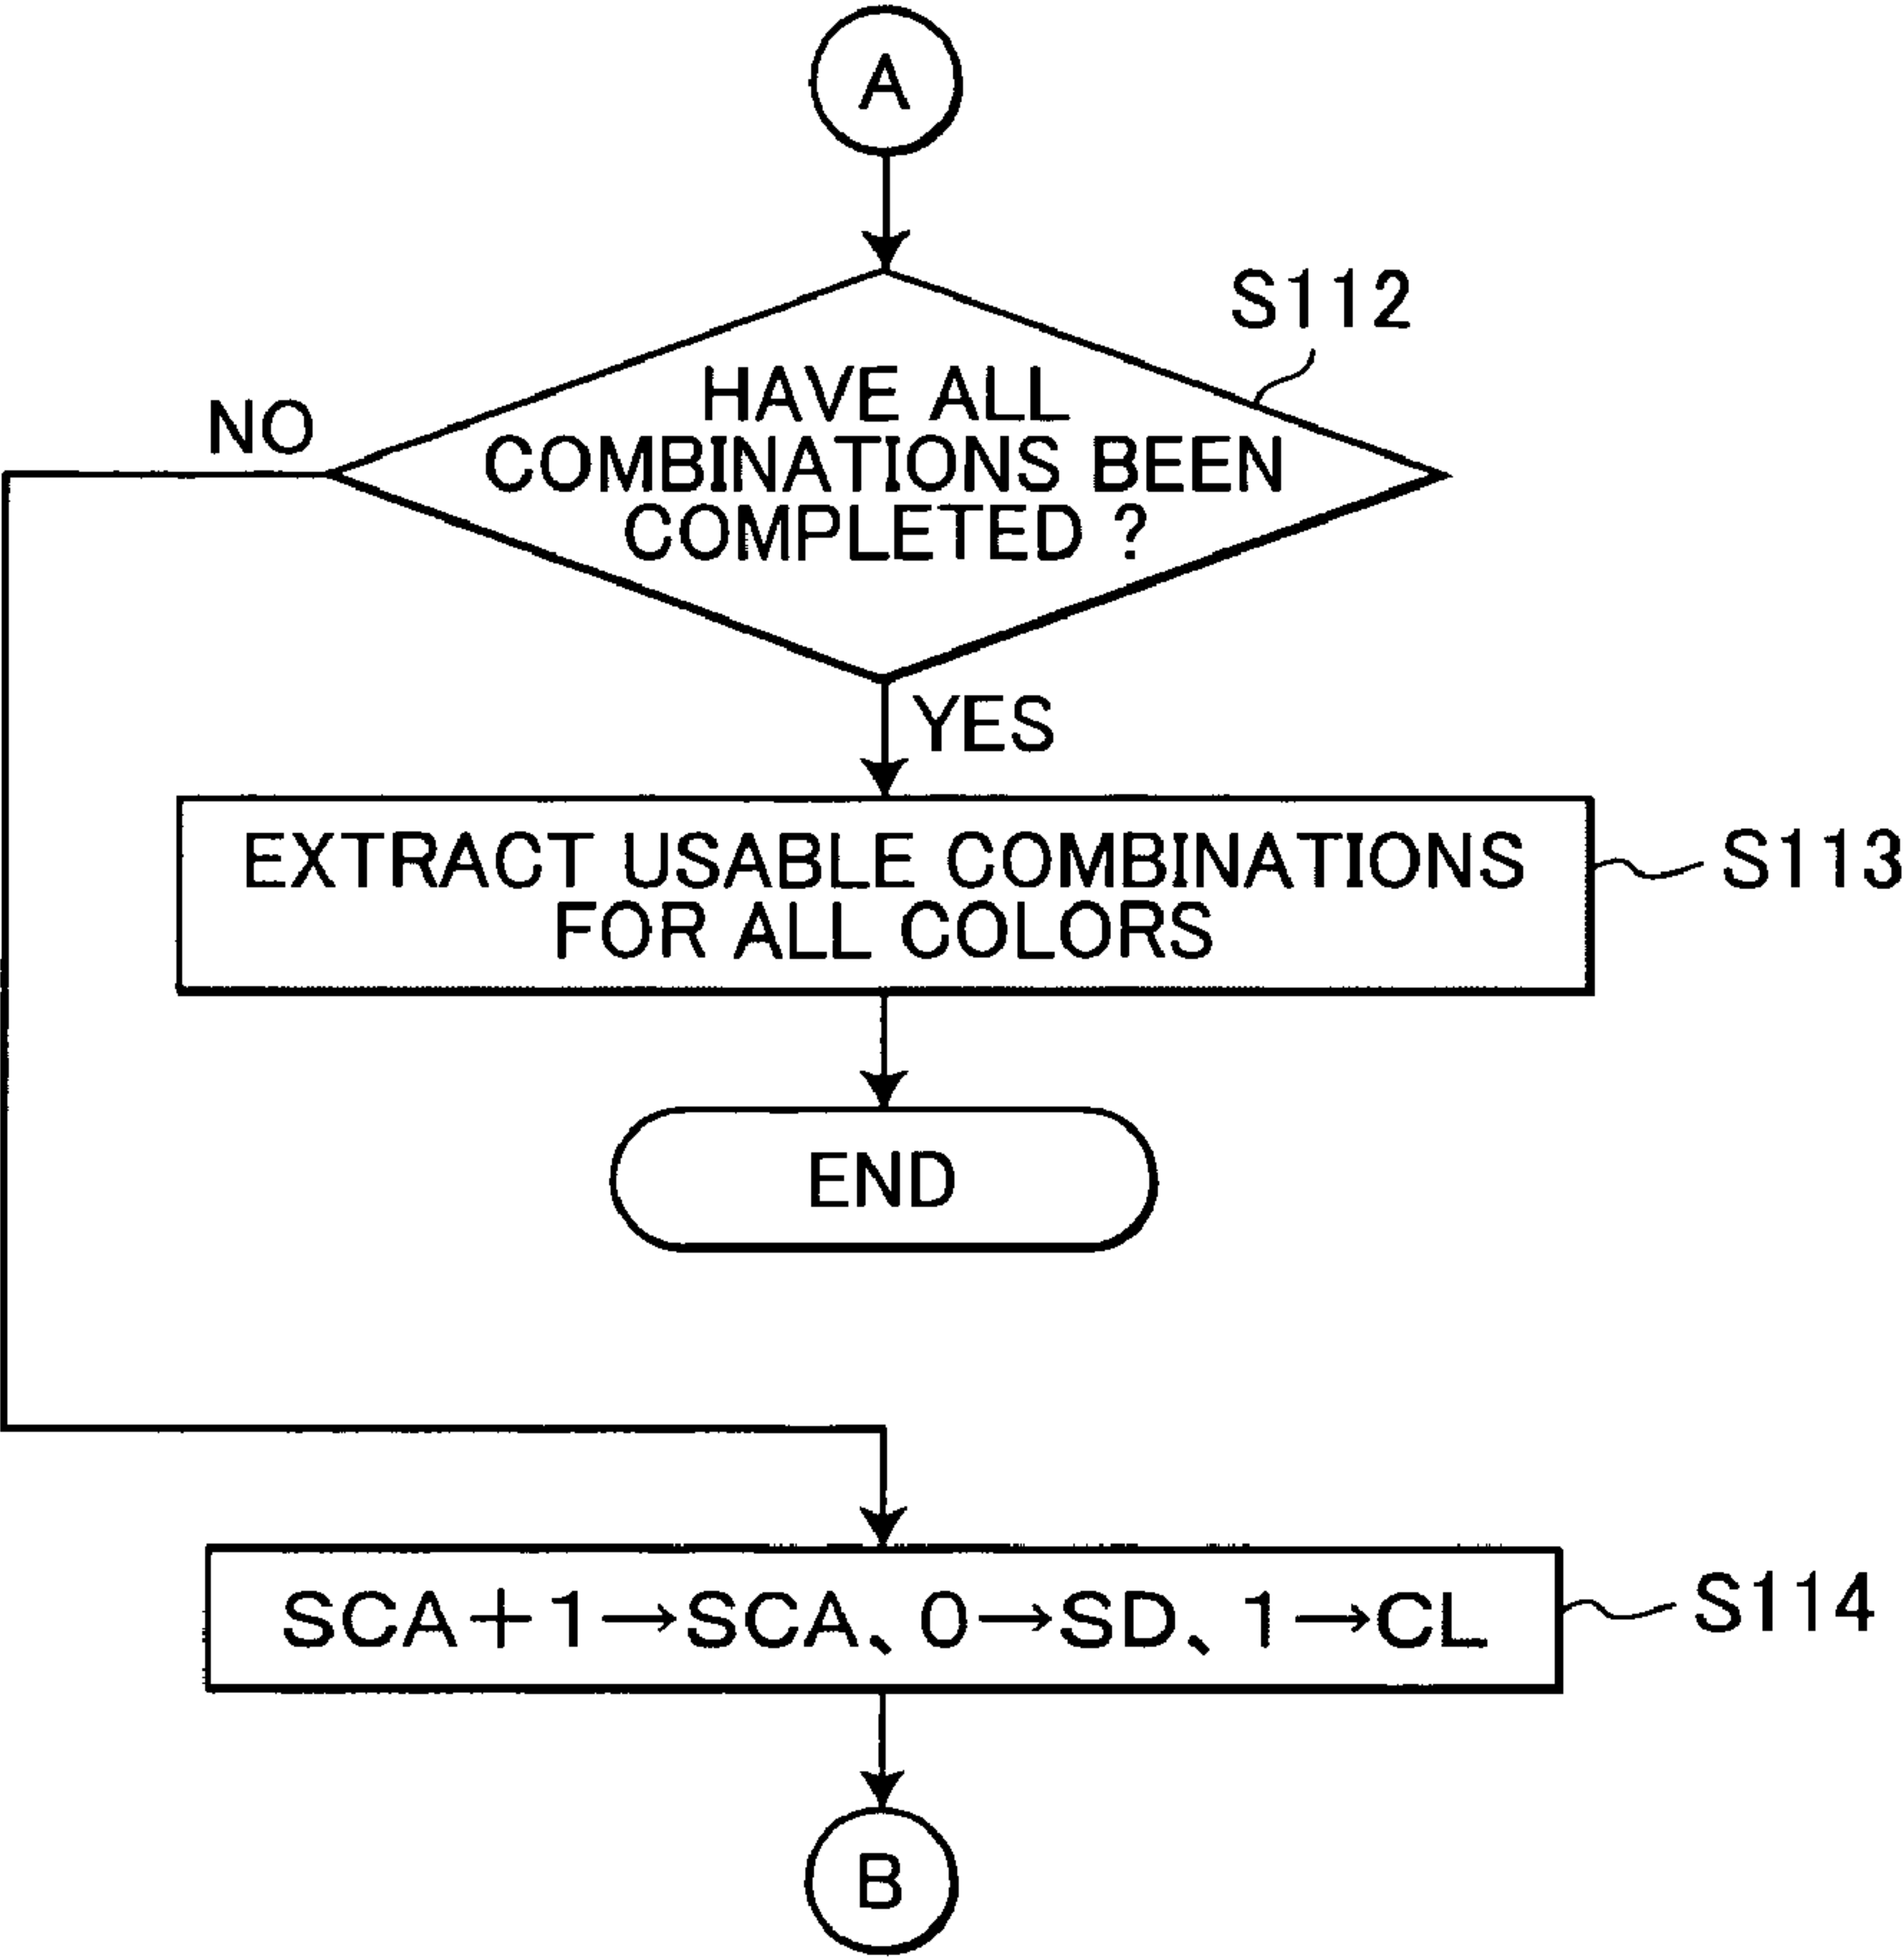 A
S112
HAVE ALL
COMBINATIONS BEEN
COMPLETED ?
NO
YES
EXTRACT USABLE COMBINATIONS
FOR ALL COLORS
S113
END
SCA+1→SCA、0→SD、1→CL
S114
B